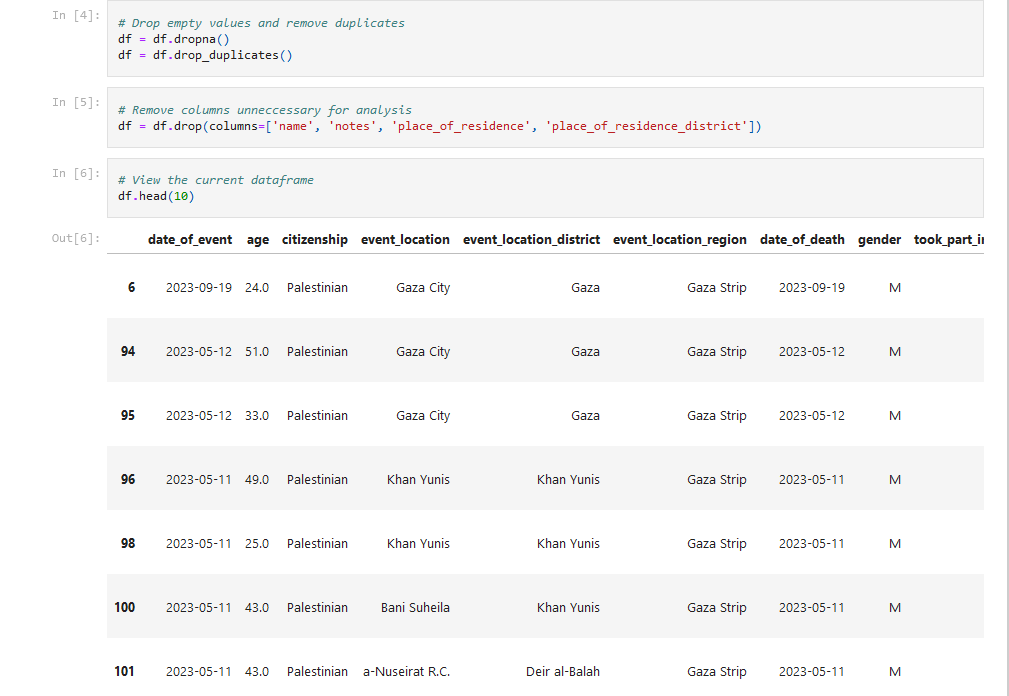 In [4]:
# Drop empty values and remove duplicates
df = df.dropna()
df = df.drop_duplicates()
In [5]:
# Remove columns unneccessary for analysis
df = df.drop(columns=['name', 'notes', 'place_of_residence', 'place_of_residence_district'])
In [6]:
# View the current dataframe
df.head(10)
Out[6]:
date_of_event age citizenship event_location event_location_district event_location_region date_of_death gender took_part_i
6 2023-09-19 24.0 Palestinian Gaza City Gaza Gaza Strip 2023-09-19 M
94 2023-05-12 51.0 Palestinian Gaza City Gaza Gaza Strip 2023-05-12 M
95 2023-05-12 33.0 Palestinian Gaza City Gaza Gaza Strip 2023-05-12 M
96 2023-05-11 49.0 Palestinian Khan Yunis Khan Yunis Gaza Strip 2023-05-11 M
98 2023-05-11 25.0 Palestinian Khan Yunis Khan Yunis Gaza Strip 2023-05-11 M
100 2023-05-11 43.0 Palestinian Bani Suheila Khan Yunis Gaza Strip 2023-05-11 M
101 2023-05-11 43.0 Palestinian a-Nuseirat R.C. Deir al-Balah Gaza Strip 2023-05-11 M